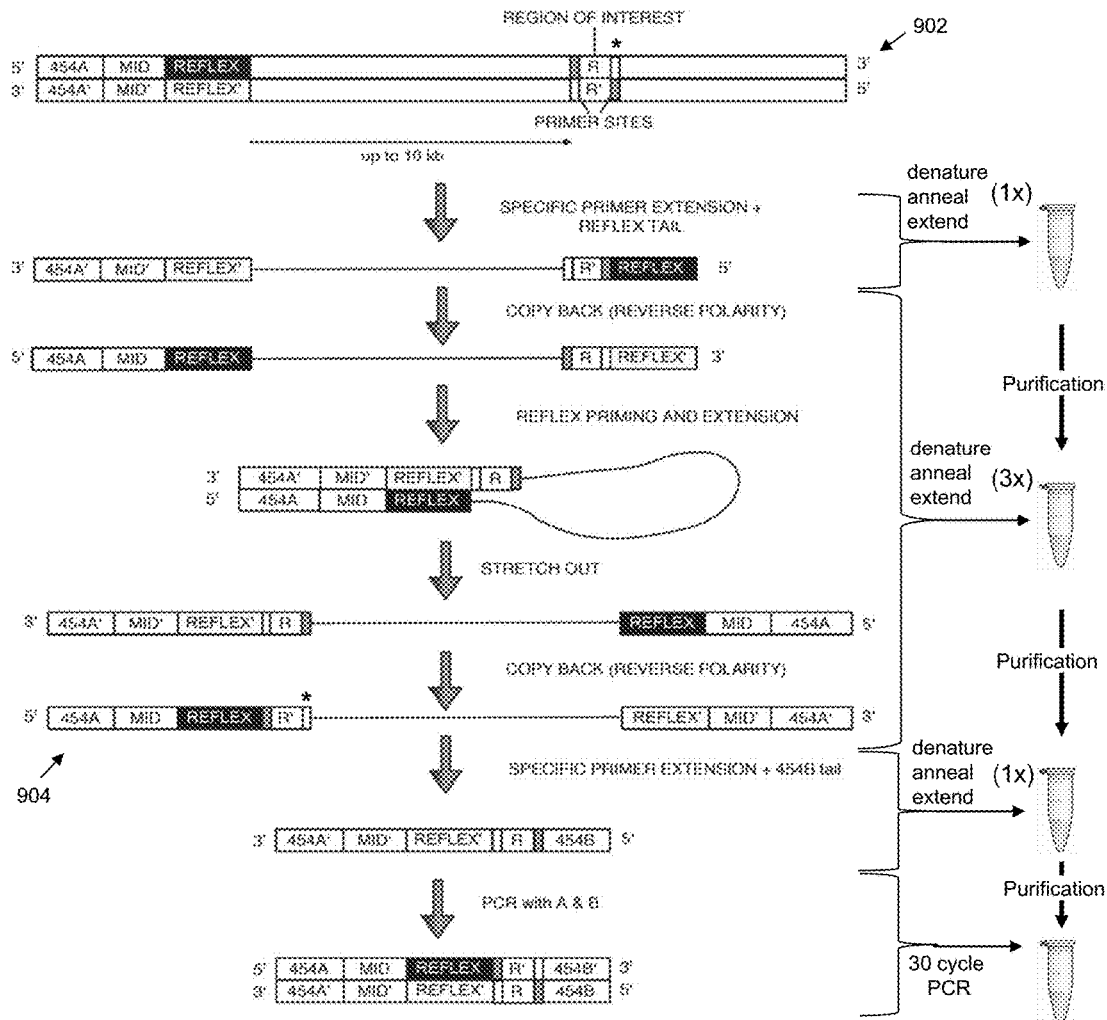 REGION OF INTEREST
*
902
5' 454A MID REFLEX R 3'
3' 454A' MID' REFLEX' R' 5'
PRIMER SITES
up to 10 kb
SPECIFIC PRIMER EXTENSION +
REFLEX TAIL
denature
anneal
extend
(1x)
3' 454A' MID' REFLEX' R' REFLEX 5'
COPY BACK (REVERSE POLARITY)
5' 454A MID REFLEX R REFLEX' 3'
Purification
REFLEX PRIMING AND EXTENSION
3' 454A' MID' REFLEX' R
5' 454A MID REFLEX
denature
anneal
extend
(3x)
STRETCH OUT
3' 454A' MID' REFLEX' R REFLEX MID 454A 5'
Purification
COPY BACK (REVERSE POLARITY)
*
5' 454A MID REFLEX R' REFLEX' MID' 454A' 3'
904
SPECIFIC PRIMER EXTENSION + 454B tail
denature
anneal
extend
(1x)
3' 454A' MID' REFLEX' R 454B 5'
Purification
PCR with A & B
5' 454A MID REFLEX R' 454B' 3'
3' 454A' MID' REFLEX' R 454B 5'
30 cycle
PCR